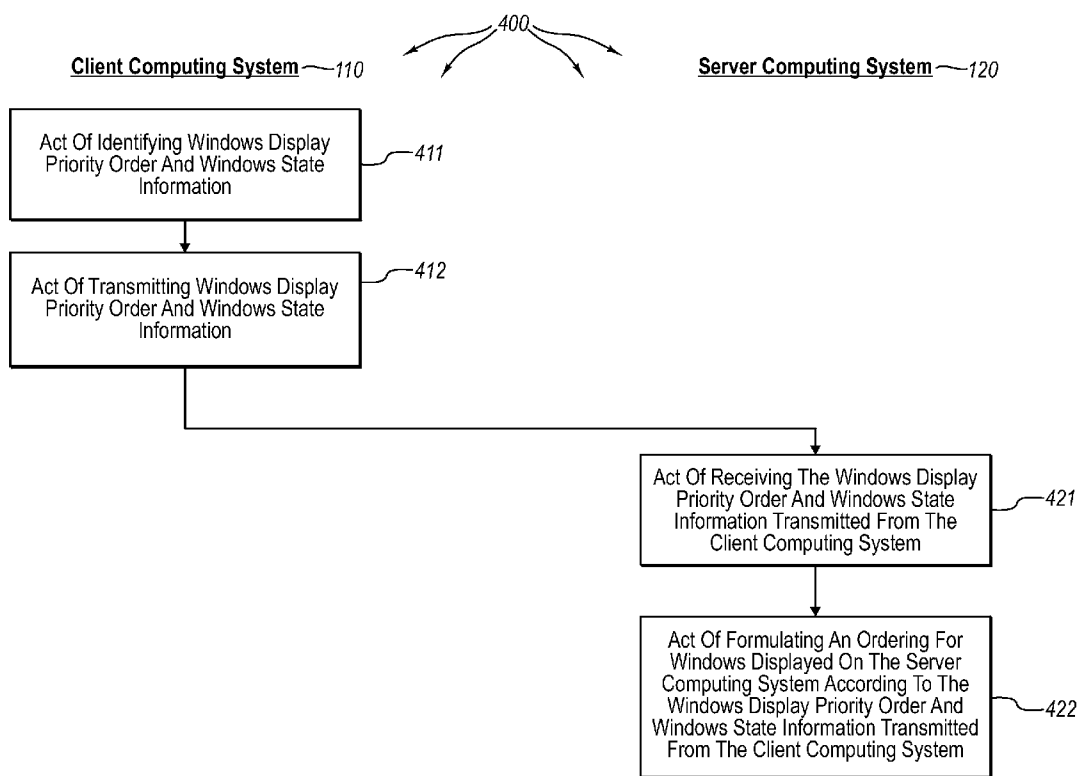 400
Client Computing System 110
Server Computing System 120
Act Of Identifying Windows Display
Priority Order And Windows State
Information
411
Act Of Transmitting Windows Display
Priority Order And Windows State
Information
412
Act Of Receiving The Windows Display
Priority Order And Windows State
Information Transmitted From The
Client Computing System
421
Act Of Formulating An Ordering For
Windows Displayed On The Server
Computing System According To The
Windows Display Priority Order And
Windows State Information Transmitted
From The Client Computing System
422